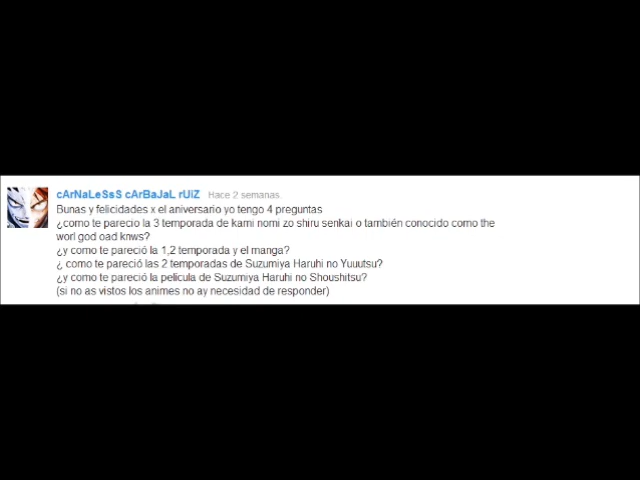 cArNaLeSsS cArBaJaL rUiZ Hace 2 semanas.
Bunas y felicidades x el aniversario yo tengo 4 preguntas
¿como te parecio la 3 temporada de kami nomi zo shiru senkai o también conocido como the
worl god oad knws?
¿y como te pareció la 1,2 temporada y el manga?
¿ como te pareció las 2 temporadas de Suzumiya Haruhi no Yuuutsu?
¿y como te pareció la pelicula de Suzumiya Haruhi no Shoushitsu?
(si no as vistos los animes no ay necesidad de responder)